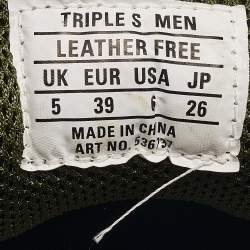 TRIPLE S MEN
LEATHER FREE
UK EUR USA JP
5 39 6 26
MADE IN CHINA
ART NO.